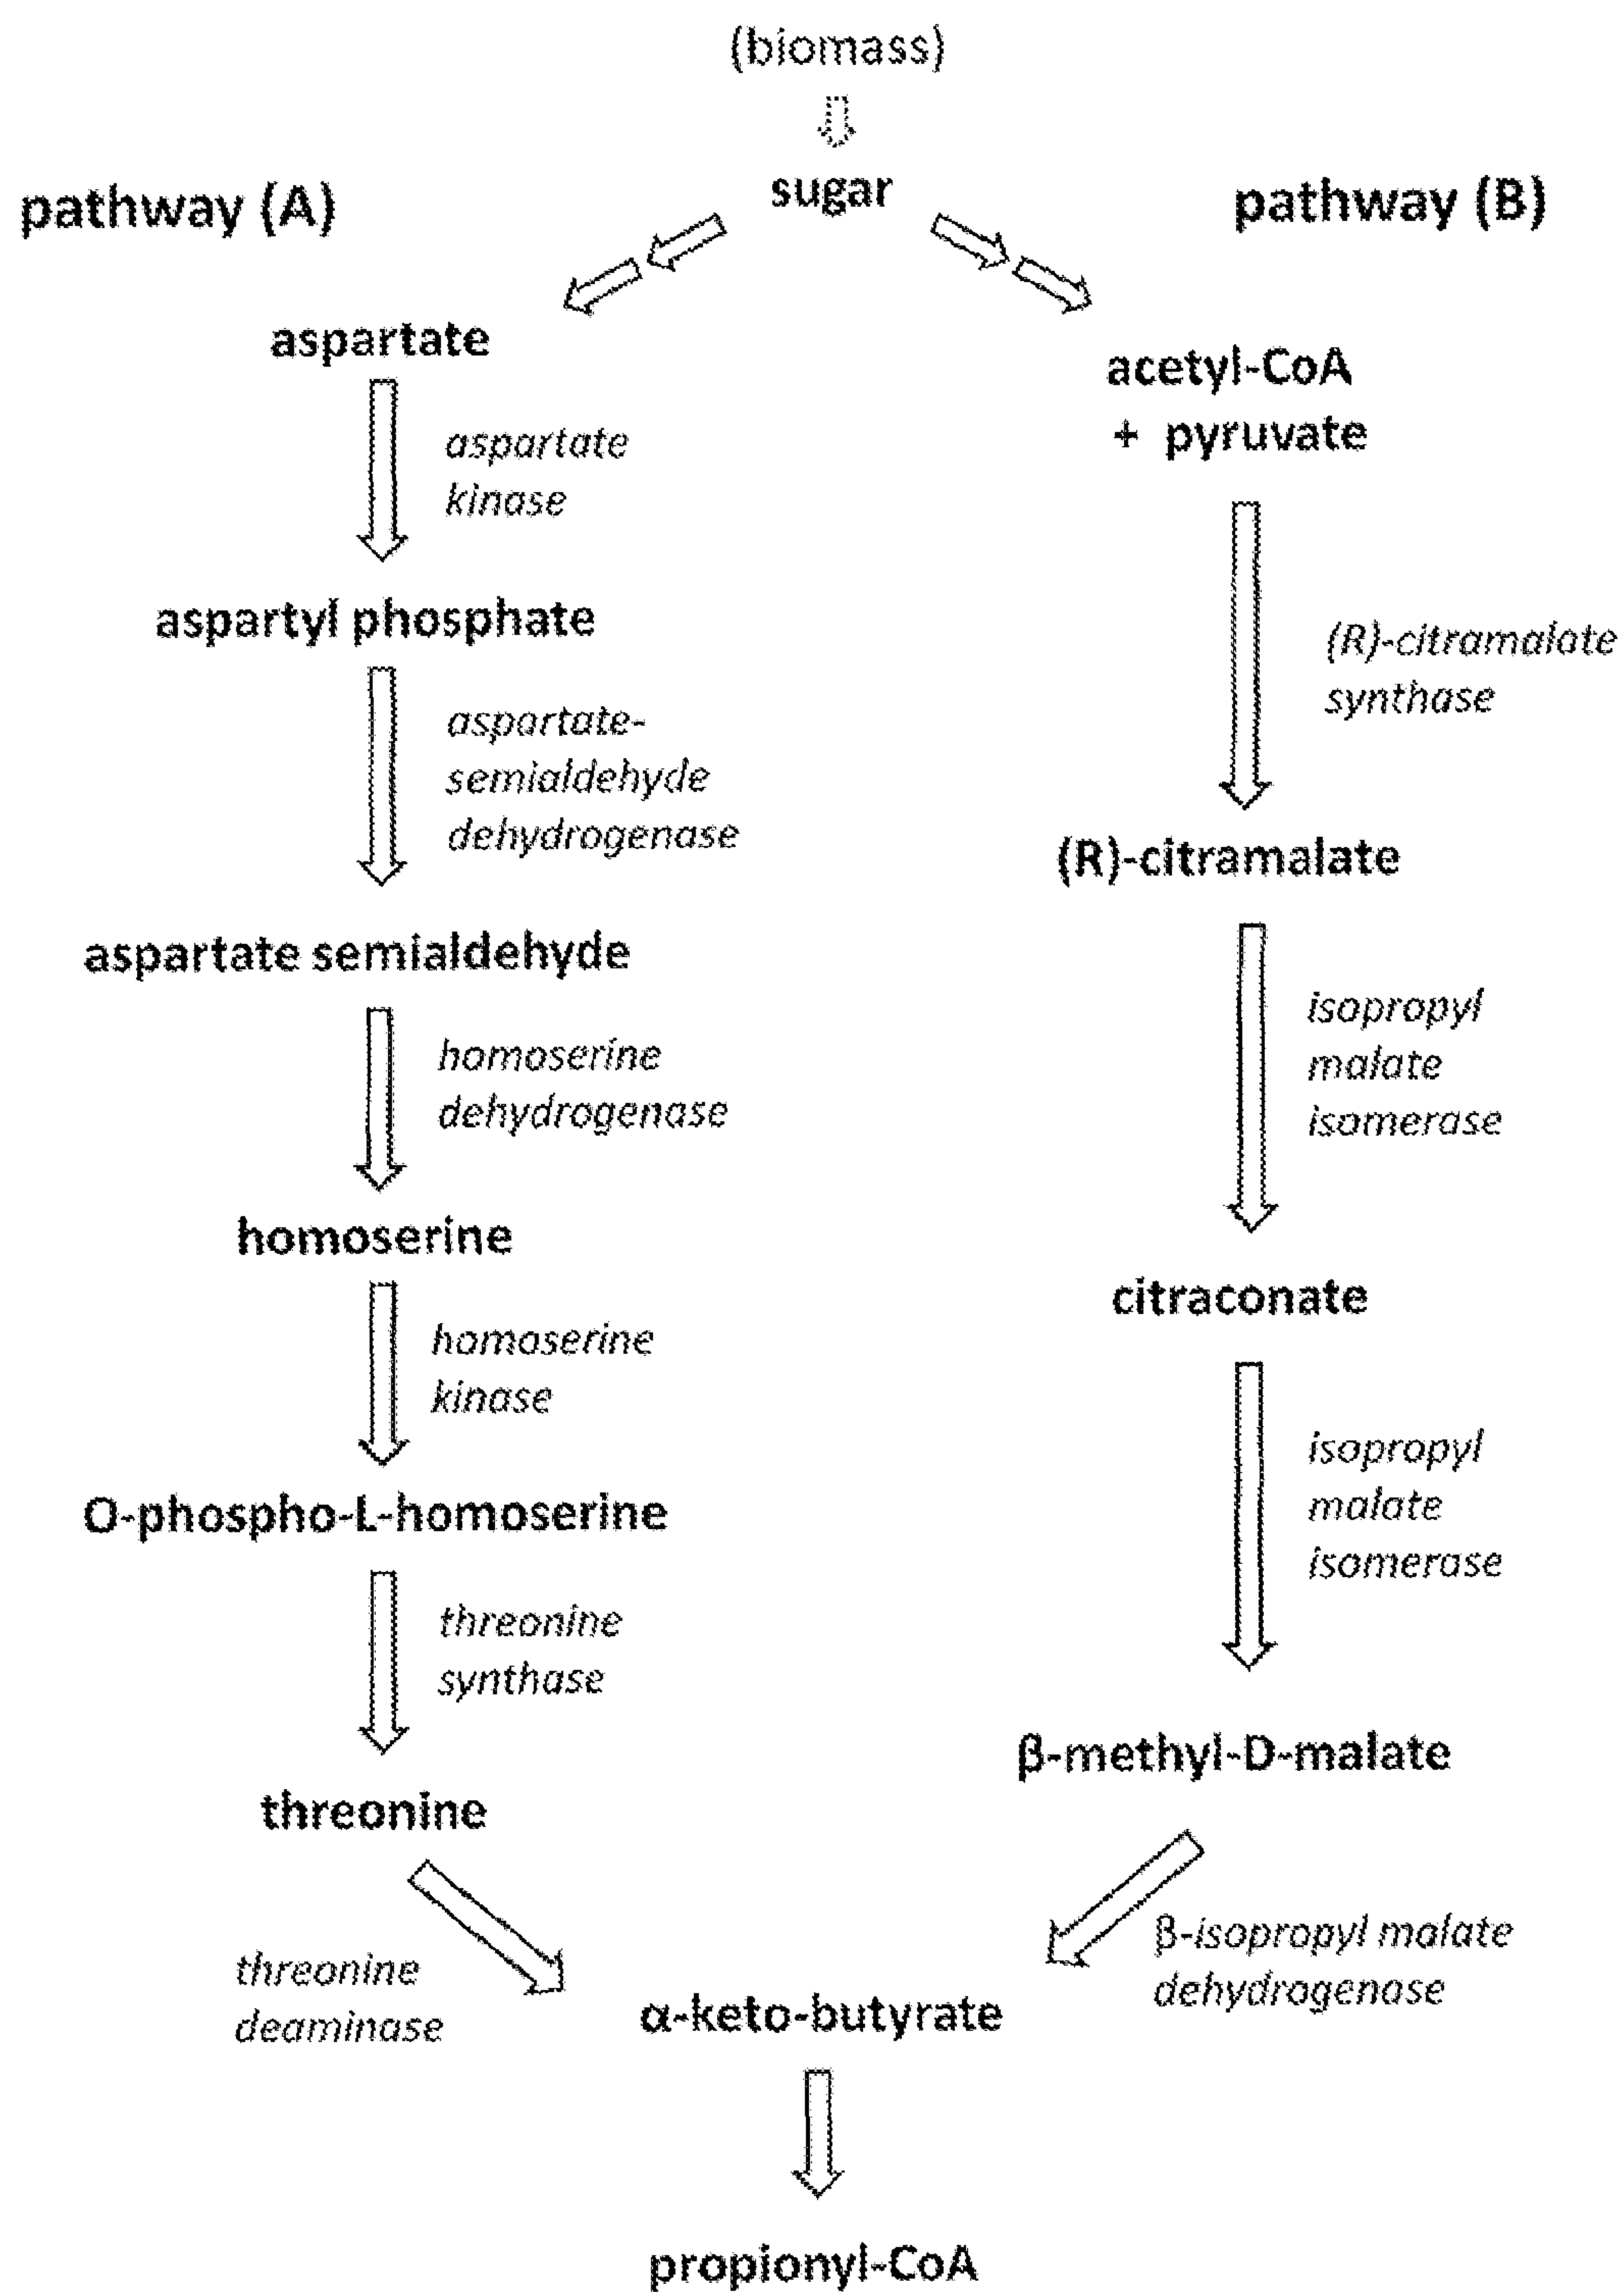 (biomass)
sugar
pathway (A)
pathway (B)
aspartate
aspartate
kinase
aspartyl phosphate
aspartate-
semialdehyde
dehydrogenase
aspartate semialdehyde
homoserine
dehydrogenase
homoserine
homoserine
kinase
O-phospho-L-homoserine
threonine
synthase
threonine
threonine
deaminase
acetyl-CoA
+ pyruvate
(R)-citramalate
synthase
(R)-citramalate
isopropyl
malate
isomerase
citraconate
isopropyl
malate
isomerase
β-methyl-D-malate
β-isopropyl malate
dehydrogenase
α-keto-butyrate
propionyl-CoA